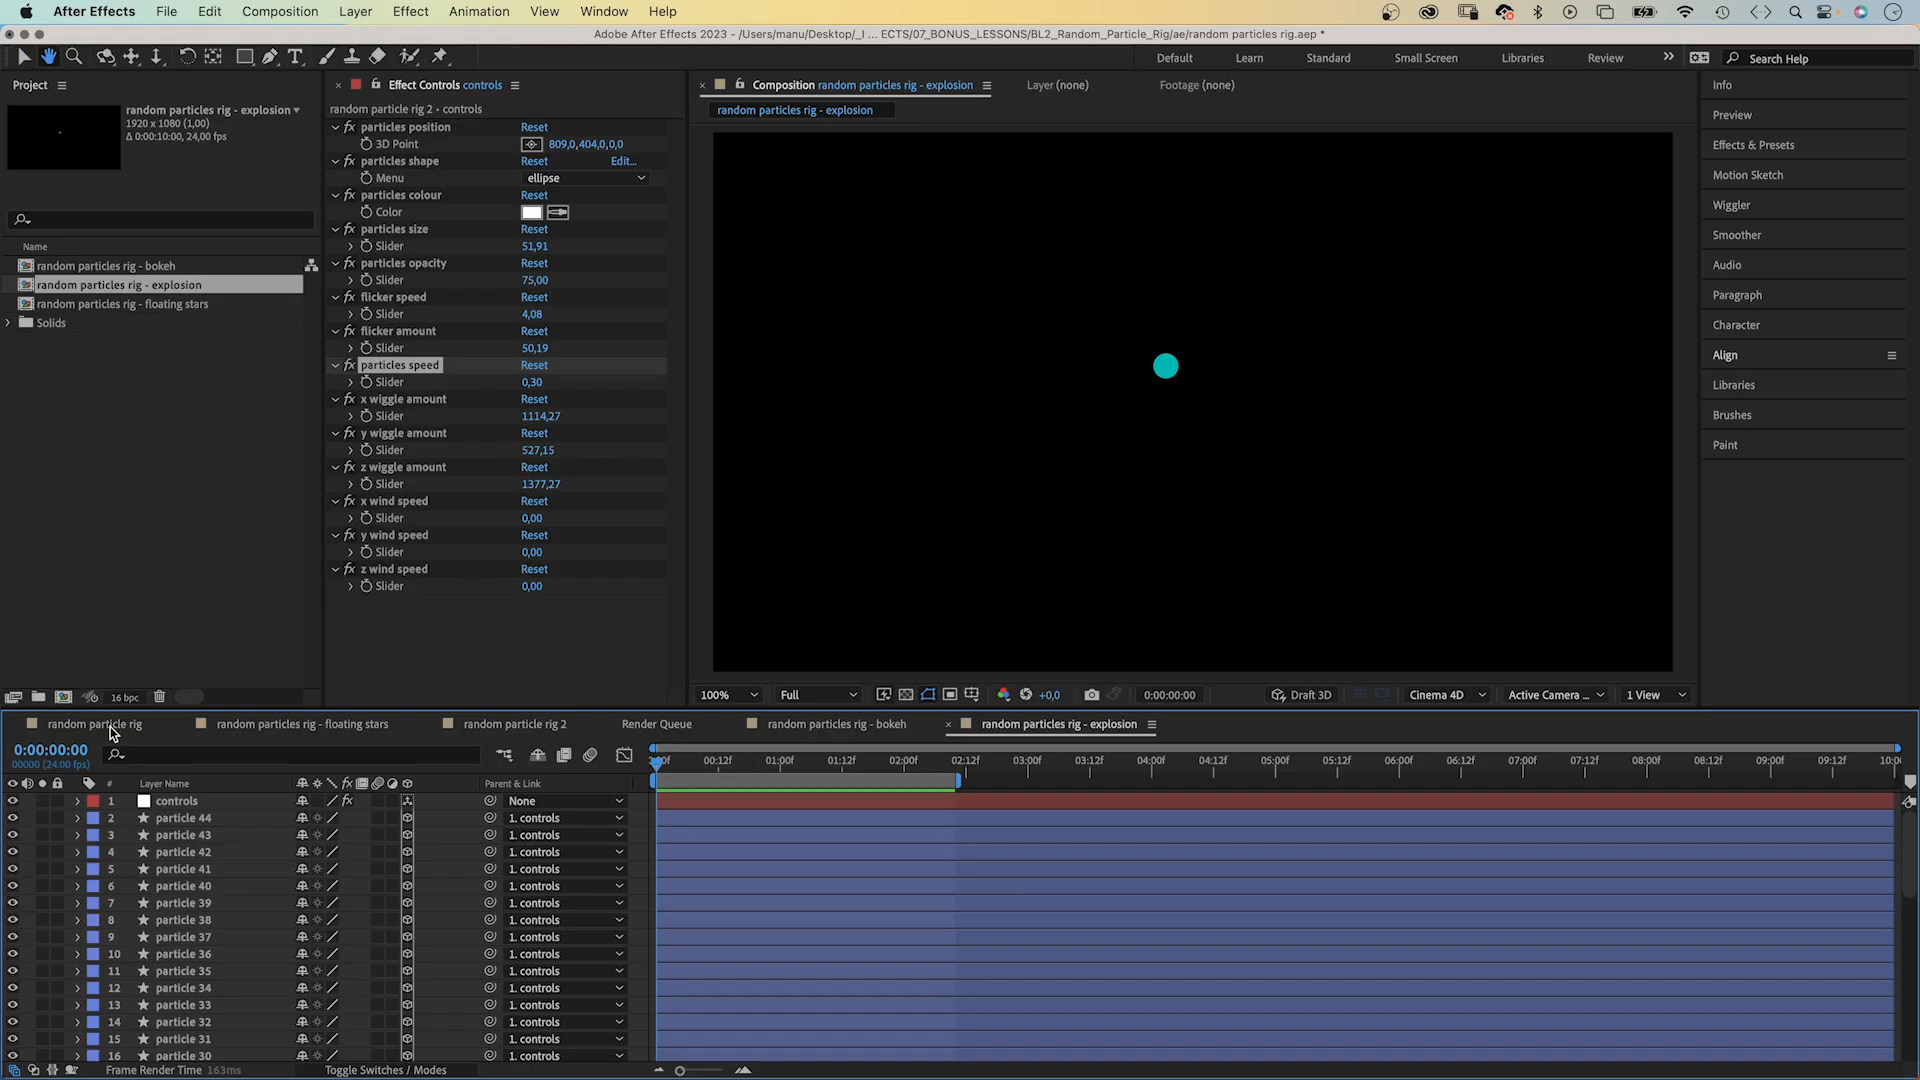 After Effects File Edit Composition Layer Effect Animation View Window Help
Adobe After Effects 2023 - /Users/manu/Desktop/_I ... ECTS/07_BONUS_LESSONS/BL2_Random_Particle_Rig/ae/random particles rig.aep *
Default Learn Standard Small Screen Libraries Review Search Help
Project
random particles rig - explosion
1920 x 1080 (1,00)
Δ 0:00:10:00, 24,00 fps
Name
random particles rig - bokeh
random particles rig - explosion
random particles rig - floating stars
Solids
16 bpc
Effect Controls controls
random particle rig 2 • controls
fx particles position Reset
3D Point 809,0,404,0,0,0
fx particles shape Reset Edit...
Menu ellipse
fx particles colour Reset
Color
fx particles size Reset
Slider 51,91
fx particles opacity Reset
Slider 75,00
fx flicker speed Reset
Slider 4,08
fx flicker amount Reset
Slider 50,19
fx particles speed Reset
Slider 0,30
fx x wiggle amount Reset
Slider 1114,27
fx y wiggle amount Reset
Slider 527,15
fx z wiggle amount Reset
Slider 1377,27
fx x wind speed Reset
Slider 0,00
fx y wind speed Reset
Slider 0,00
fx z wind speed Reset
Slider 0,00
Composition random particles rig - explosion Layer (none) Footage (none)
random particles rig - explosion
100% Full +0,0 0:00:00:00 Draft 3D Cinema 4D Active Camera ... 1 View
Info
Preview
Effects & Presets
Motion Sketch
Wiggler
Smoother
Audio
Paragraph
Character
Align
Libraries
Brushes
Paint
random particle rig random particles rig - floating stars random particle rig 2 Render Queue random particles rig - bokeh random particles rig - explosion
0:00:00:00
00000 (24.00 fps)
00:12f 01:00f 01:12f 02:00f 02:12f 03:00f 03:12f 04:00f 04:12f 05:00f 05:12f 06:00f 06:12f 07:00f 07:12f 08:00f 08:12f 09:00f 09:12f
# Layer Name fx Parent & Link
1 controls fx None
2 particle 44 1. controls
3 particle 43 1. controls
4 particle 42 1. controls
5 particle 41 1. controls
6 particle 40 1. controls
7 particle 39 1. controls
8 particle 38 1. controls
9 particle 37 1. controls
10 particle 36 1. controls
11 particle 35 1. controls
12 particle 34 1. controls
13 particle 33 1. controls
14 particle 32 1. controls
15 particle 31 1. controls
16 particle 30 1. controls
Frame Render Time 163ms Toggle Switches / Modes